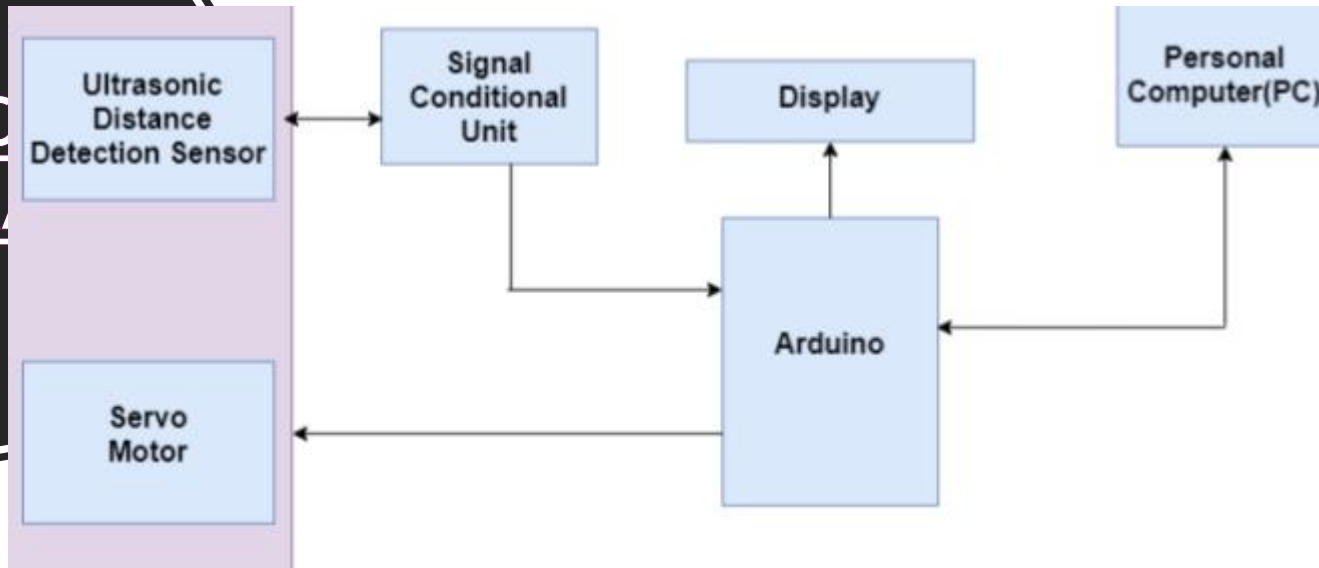 Ultrasonic
Distance
Detection Sensor
Signal
Conditional
Unit
Display
Personal
Computer(PC)
Arduino
Servo
Motor